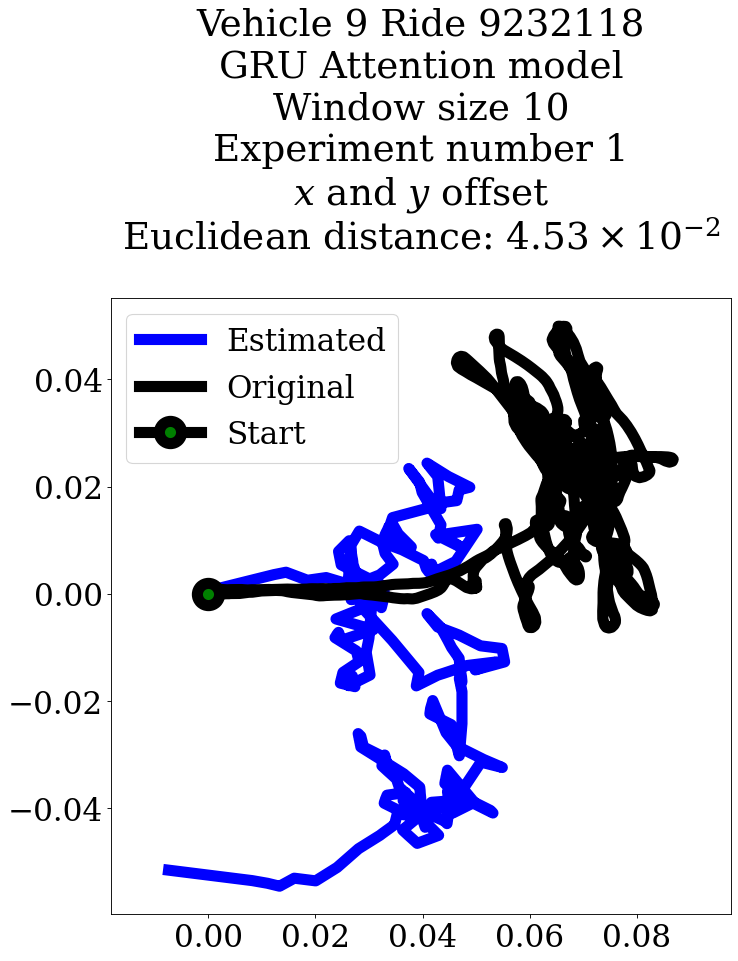 Vehicle 9 Ride 9232118
GRU Attention model
Window size 10
Experiment number 1
x and y offset
Euclidean distance: 4.53 × 10⁻²
Estimated
Original
Start
0.04
0.02
0.00
−0.02
−0.04
0.00 0.02 0.04 0.06 0.08